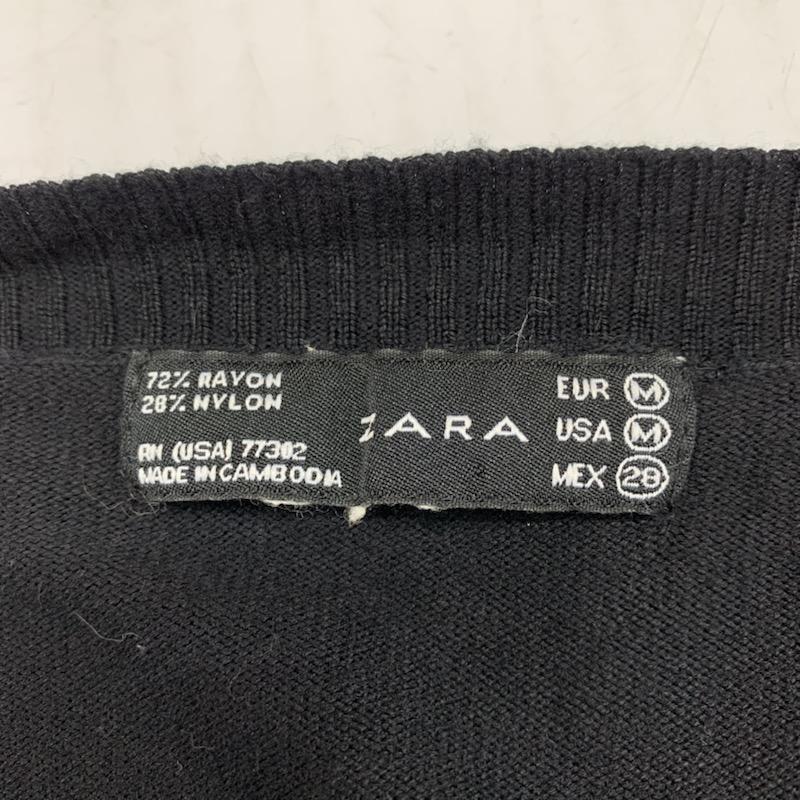 72% RAYON
28% NYLON
RN (USA) 77302
MADE IN CAMBODIA
ZARA
EUR M
USA M
MEX 28